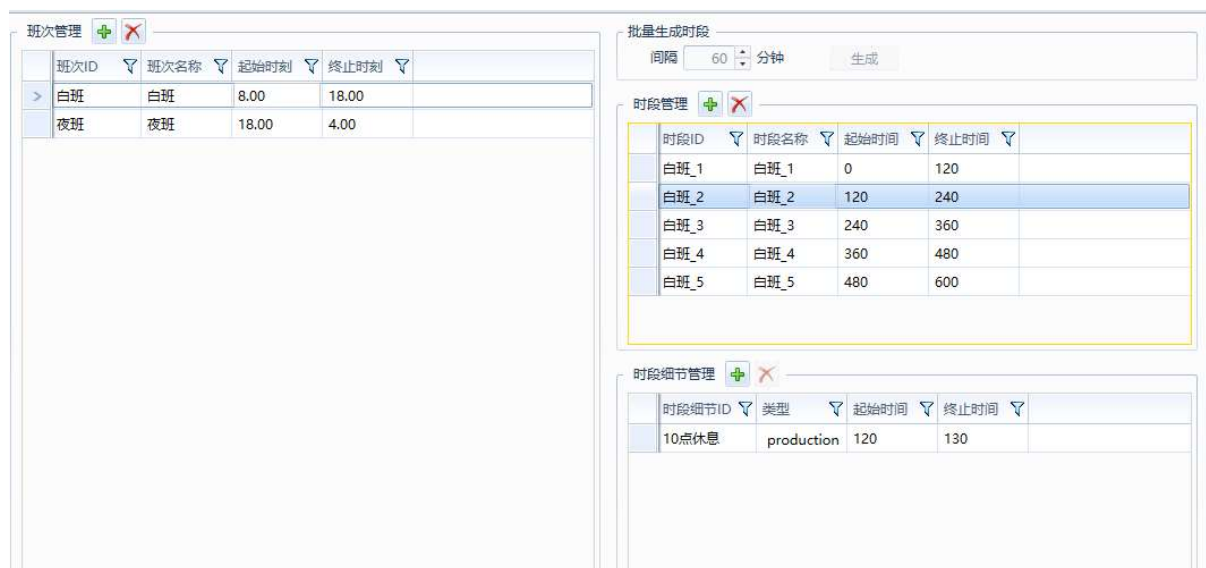 班次管理
班次ID 班次名称 起始时刻 终止时刻
白班 白班 8.00 18.00
夜班 夜班 18.00 4.00
批量生成时段
间隔 60 分钟 生成
时段管理
时段ID 时段名称 起始时间 终止时间
白班_1 白班_1 0 120
白班_2 白班_2 120 240
白班_3 白班_3 240 360
白班_4 白班_4 360 480
白班_5 白班_5 480 600
时段细节管理
时段细节ID 类型 起始时间 终止时间
10点休息 production 120 130